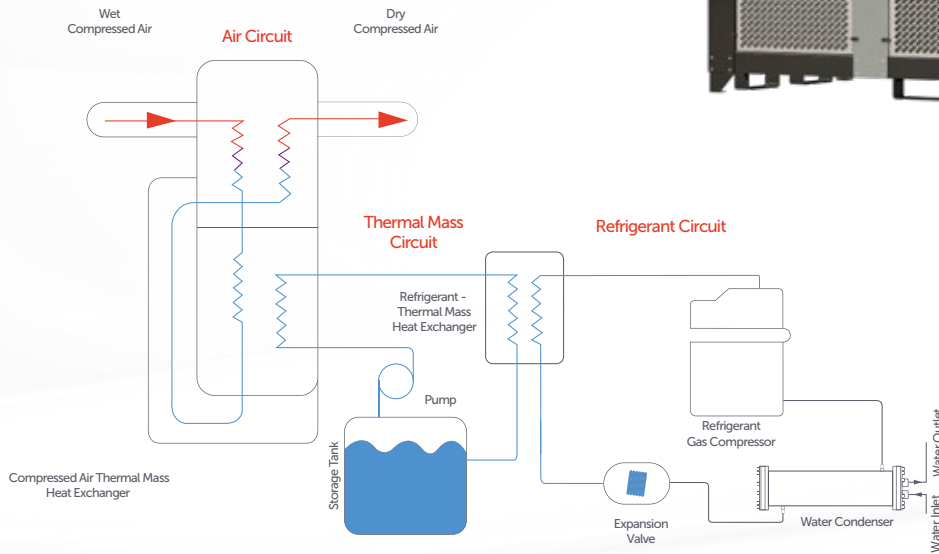 Wet
Compressed Air
Dry
Compressed Air
Air Circuit
Thermal Mass
Circuit
Refrigerant Circuit
Refrigerant -
Thermal Mass
Heat Exchanger
Pump
Storage Tank
Refrigerant
Gas Compressor
Compressed Air Thermal Mass
Heat Exchanger
Expansion
Valve
Water Condenser
Water Outlet
Water Inlet